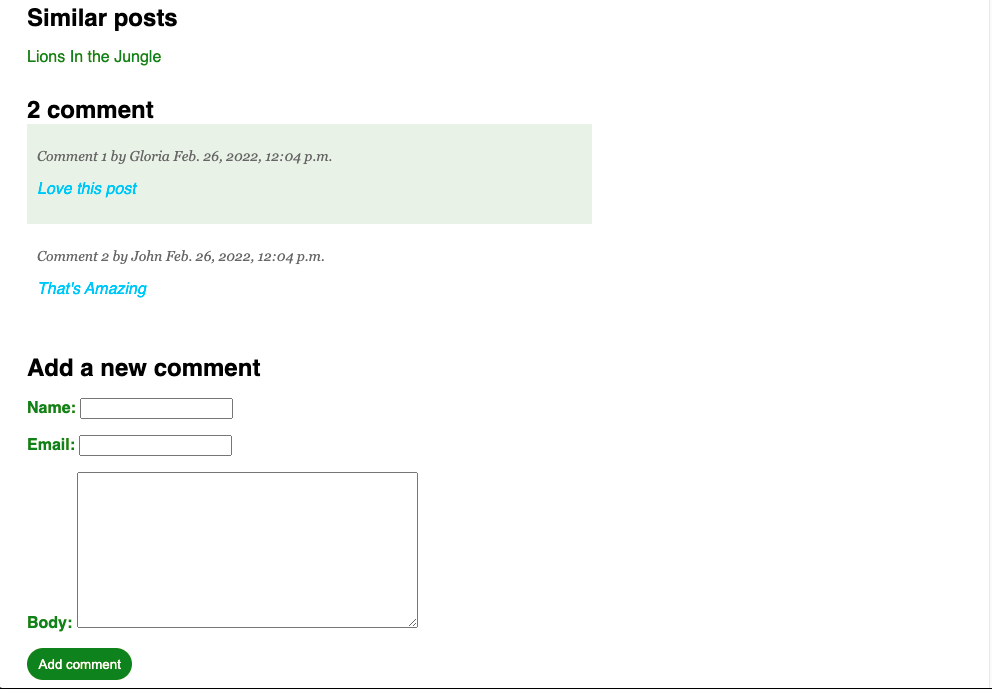 Similar posts
Lions In the Jungle
2 comment
Comment 1 by Gloria Feb. 26, 2022, 12:04 p.m.
Love this post
Comment 2 by John Feb. 26, 2022, 12:04 p.m.
That's Amazing
Add a new comment
Name:
Email:
Body:
Add comment